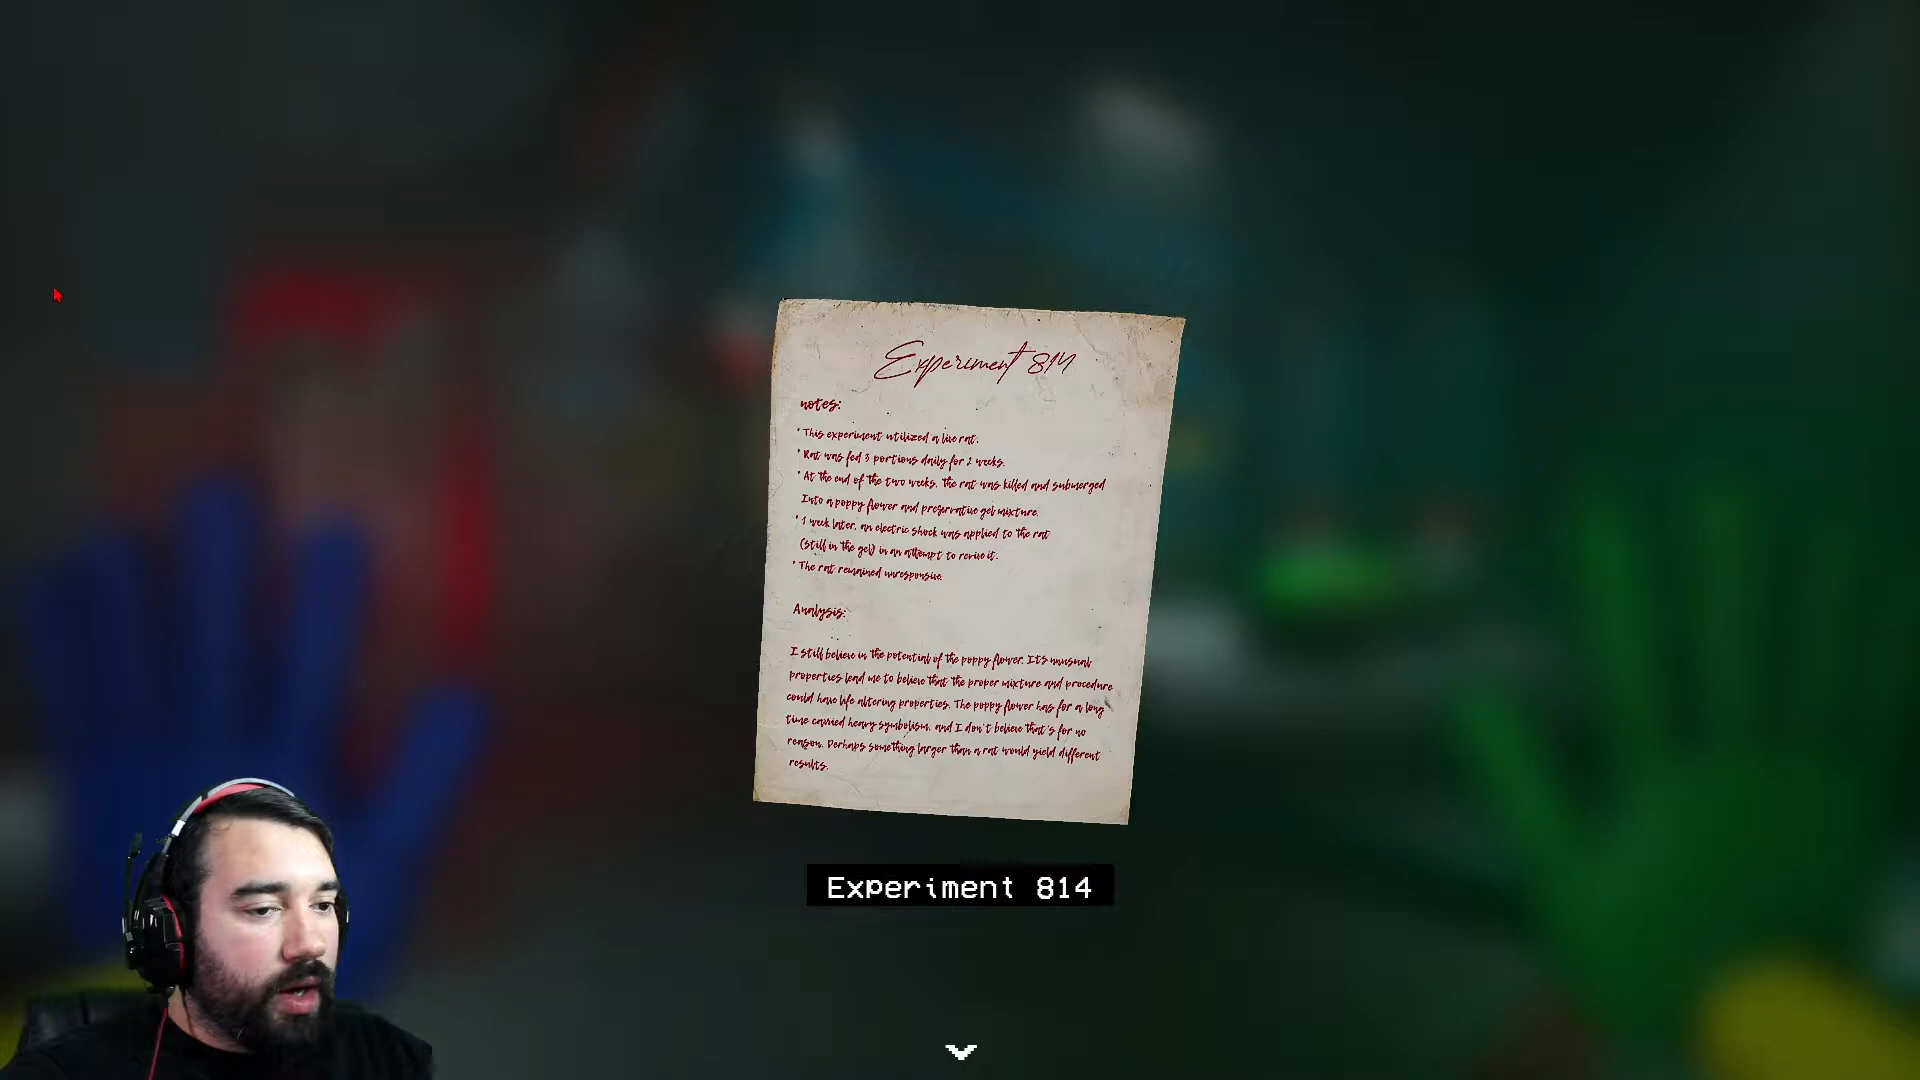 Experiment 814
notes:
* This experiment utilized a live rat.
* Rat was fed 3 portions daily for 2 weeks.
* At the end of the two weeks, the rat was killed and submerged
Into a poppy flower and preservative gel mixture.
* 1 week later, an electric shock was applied to the rat
(still in the gel) in an attempt to revive it.
* The rat remained unresponsive.
Analysis:
I still believe in the potential of the poppy flower. Its unusual
properties lead me to believe that the proper mixture and procedure
could have life altering properties. The poppy flower has for a long
time carried heavy symbolism, and I don't believe that's for no
reason. Perhaps something larger than a rat would yield different
results.
Experiment 814